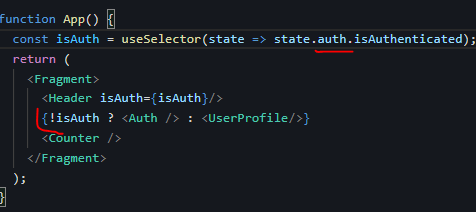 function App() {
const isAuth = useSelector(state => state.auth.isAuthenticated);
return (
<Fragment>
<Header isAuth={isAuth}/>
{!isAuth ? <Auth /> : <UserProfile/>}
<Counter />
</Fragment>
);
}